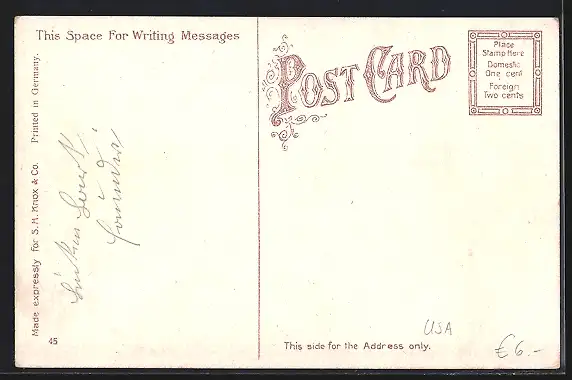 This Space For Writing Messages
POST CARD
Place
Stamp Here
Domestic
One cent
Foreign
Two cents
Printed in Germany.
Made expressly for S. H. Knox & Co.
45
This side for the Address only.
USA
€6.-